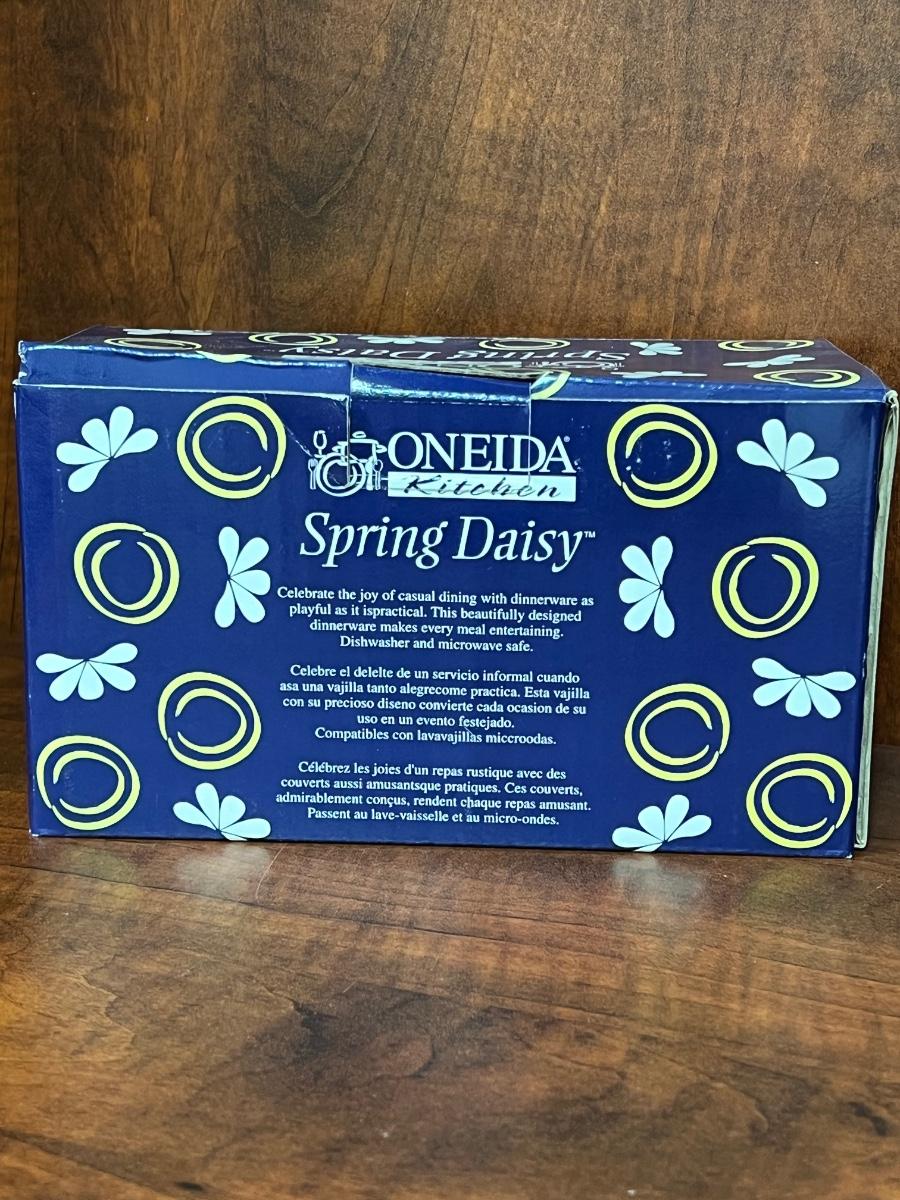 Spring Daisy
ONEIDA®
Kitchen
Spring Daisy™
Celebrate the joy of casual dining with dinnerware as
playful as it ispractical. This beautifully designed
dinnerware makes every meal entertaining.
Dishwasher and microwave safe.
Celebre el delelte de un servicio informal cuando
asa una vajilla tanto alegrecome practica. Esta vajilla
con su precioso diseno convierte cada ocasion de su
uso en un evento festejado.
Compatibles con lavavajillas miccroodas.
Célébrez les joies d'un repas rustique avec des
couverts aussi amusantsque pratiques. Ces couverts,
admirablement conçus, rendent chaque repas amusant.
Passent au lave-vaisselle et au micro-ondes.